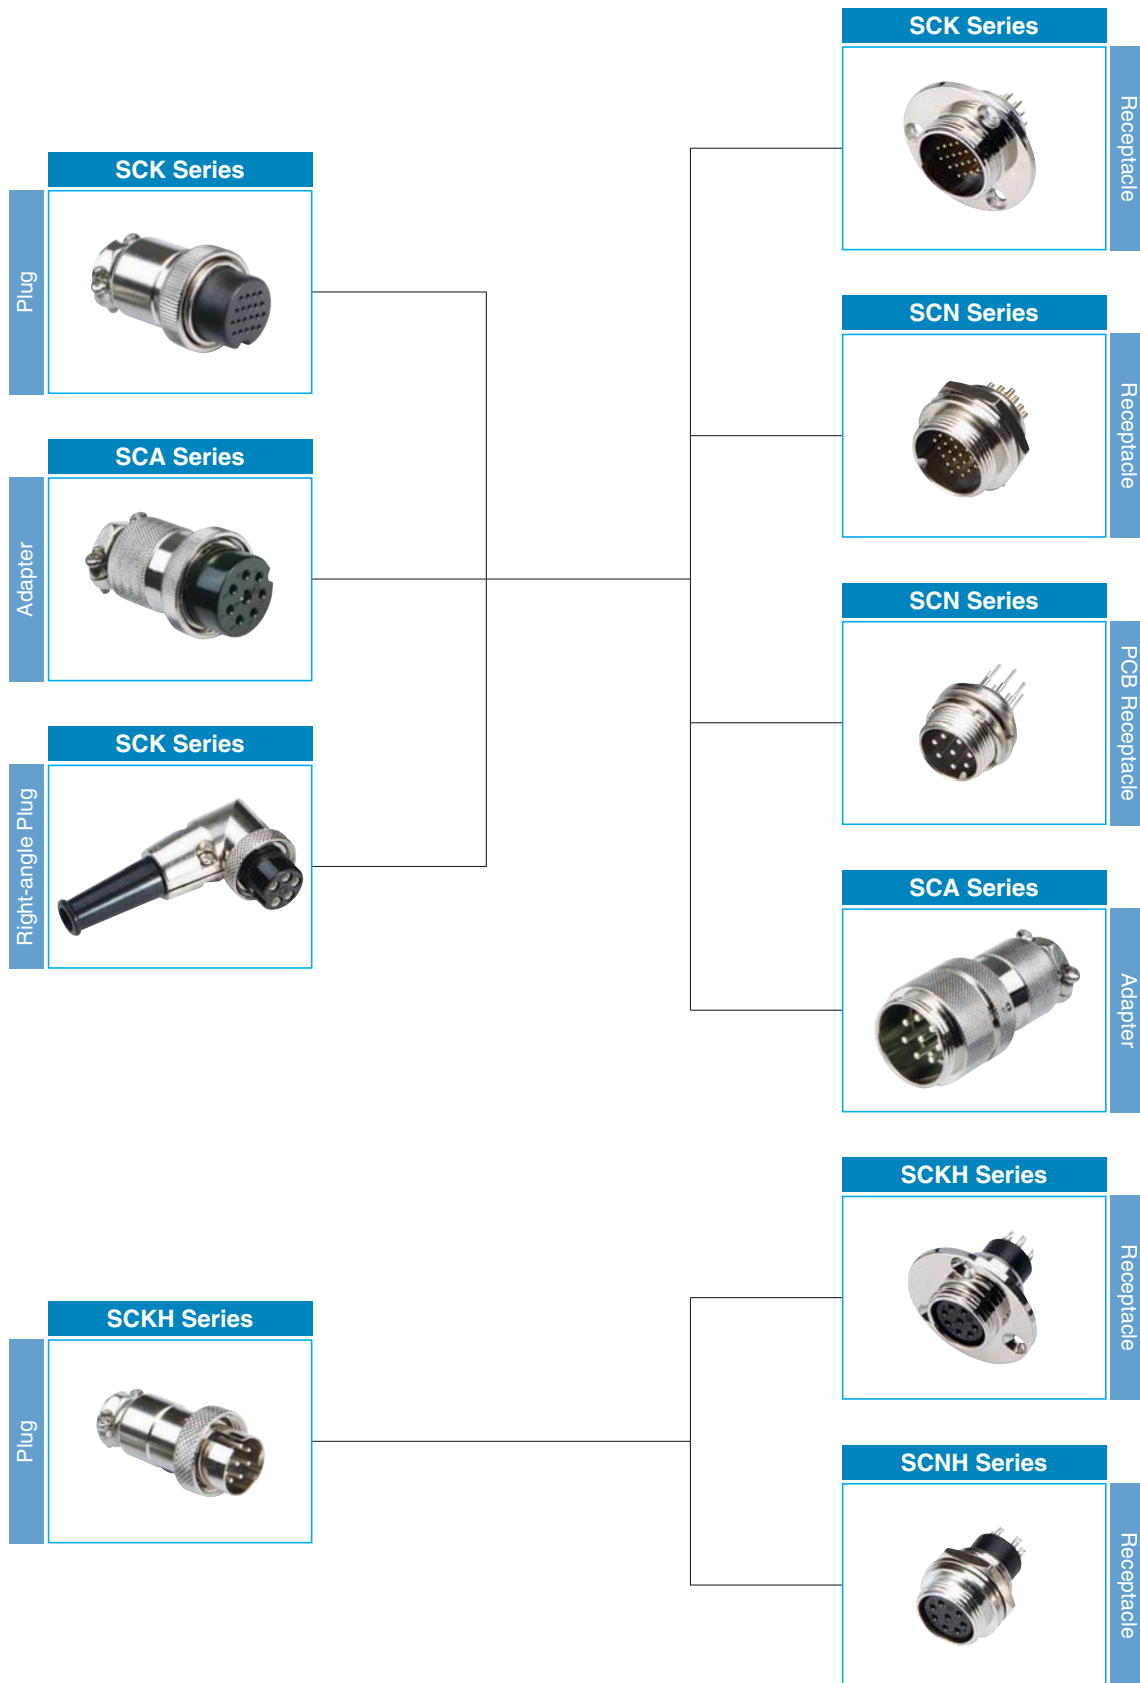 SCK Series
Plug
SCA Series
Adapter
SCK Series
Right-angle Plug
SCK Series
Receptacle
SCN Series
Receptacle
SCN Series
PCB Receptacle
SCA Series
Adapter
SCKH Series
Plug
SCKH Series
Receptacle
SCNH Series
Receptacle